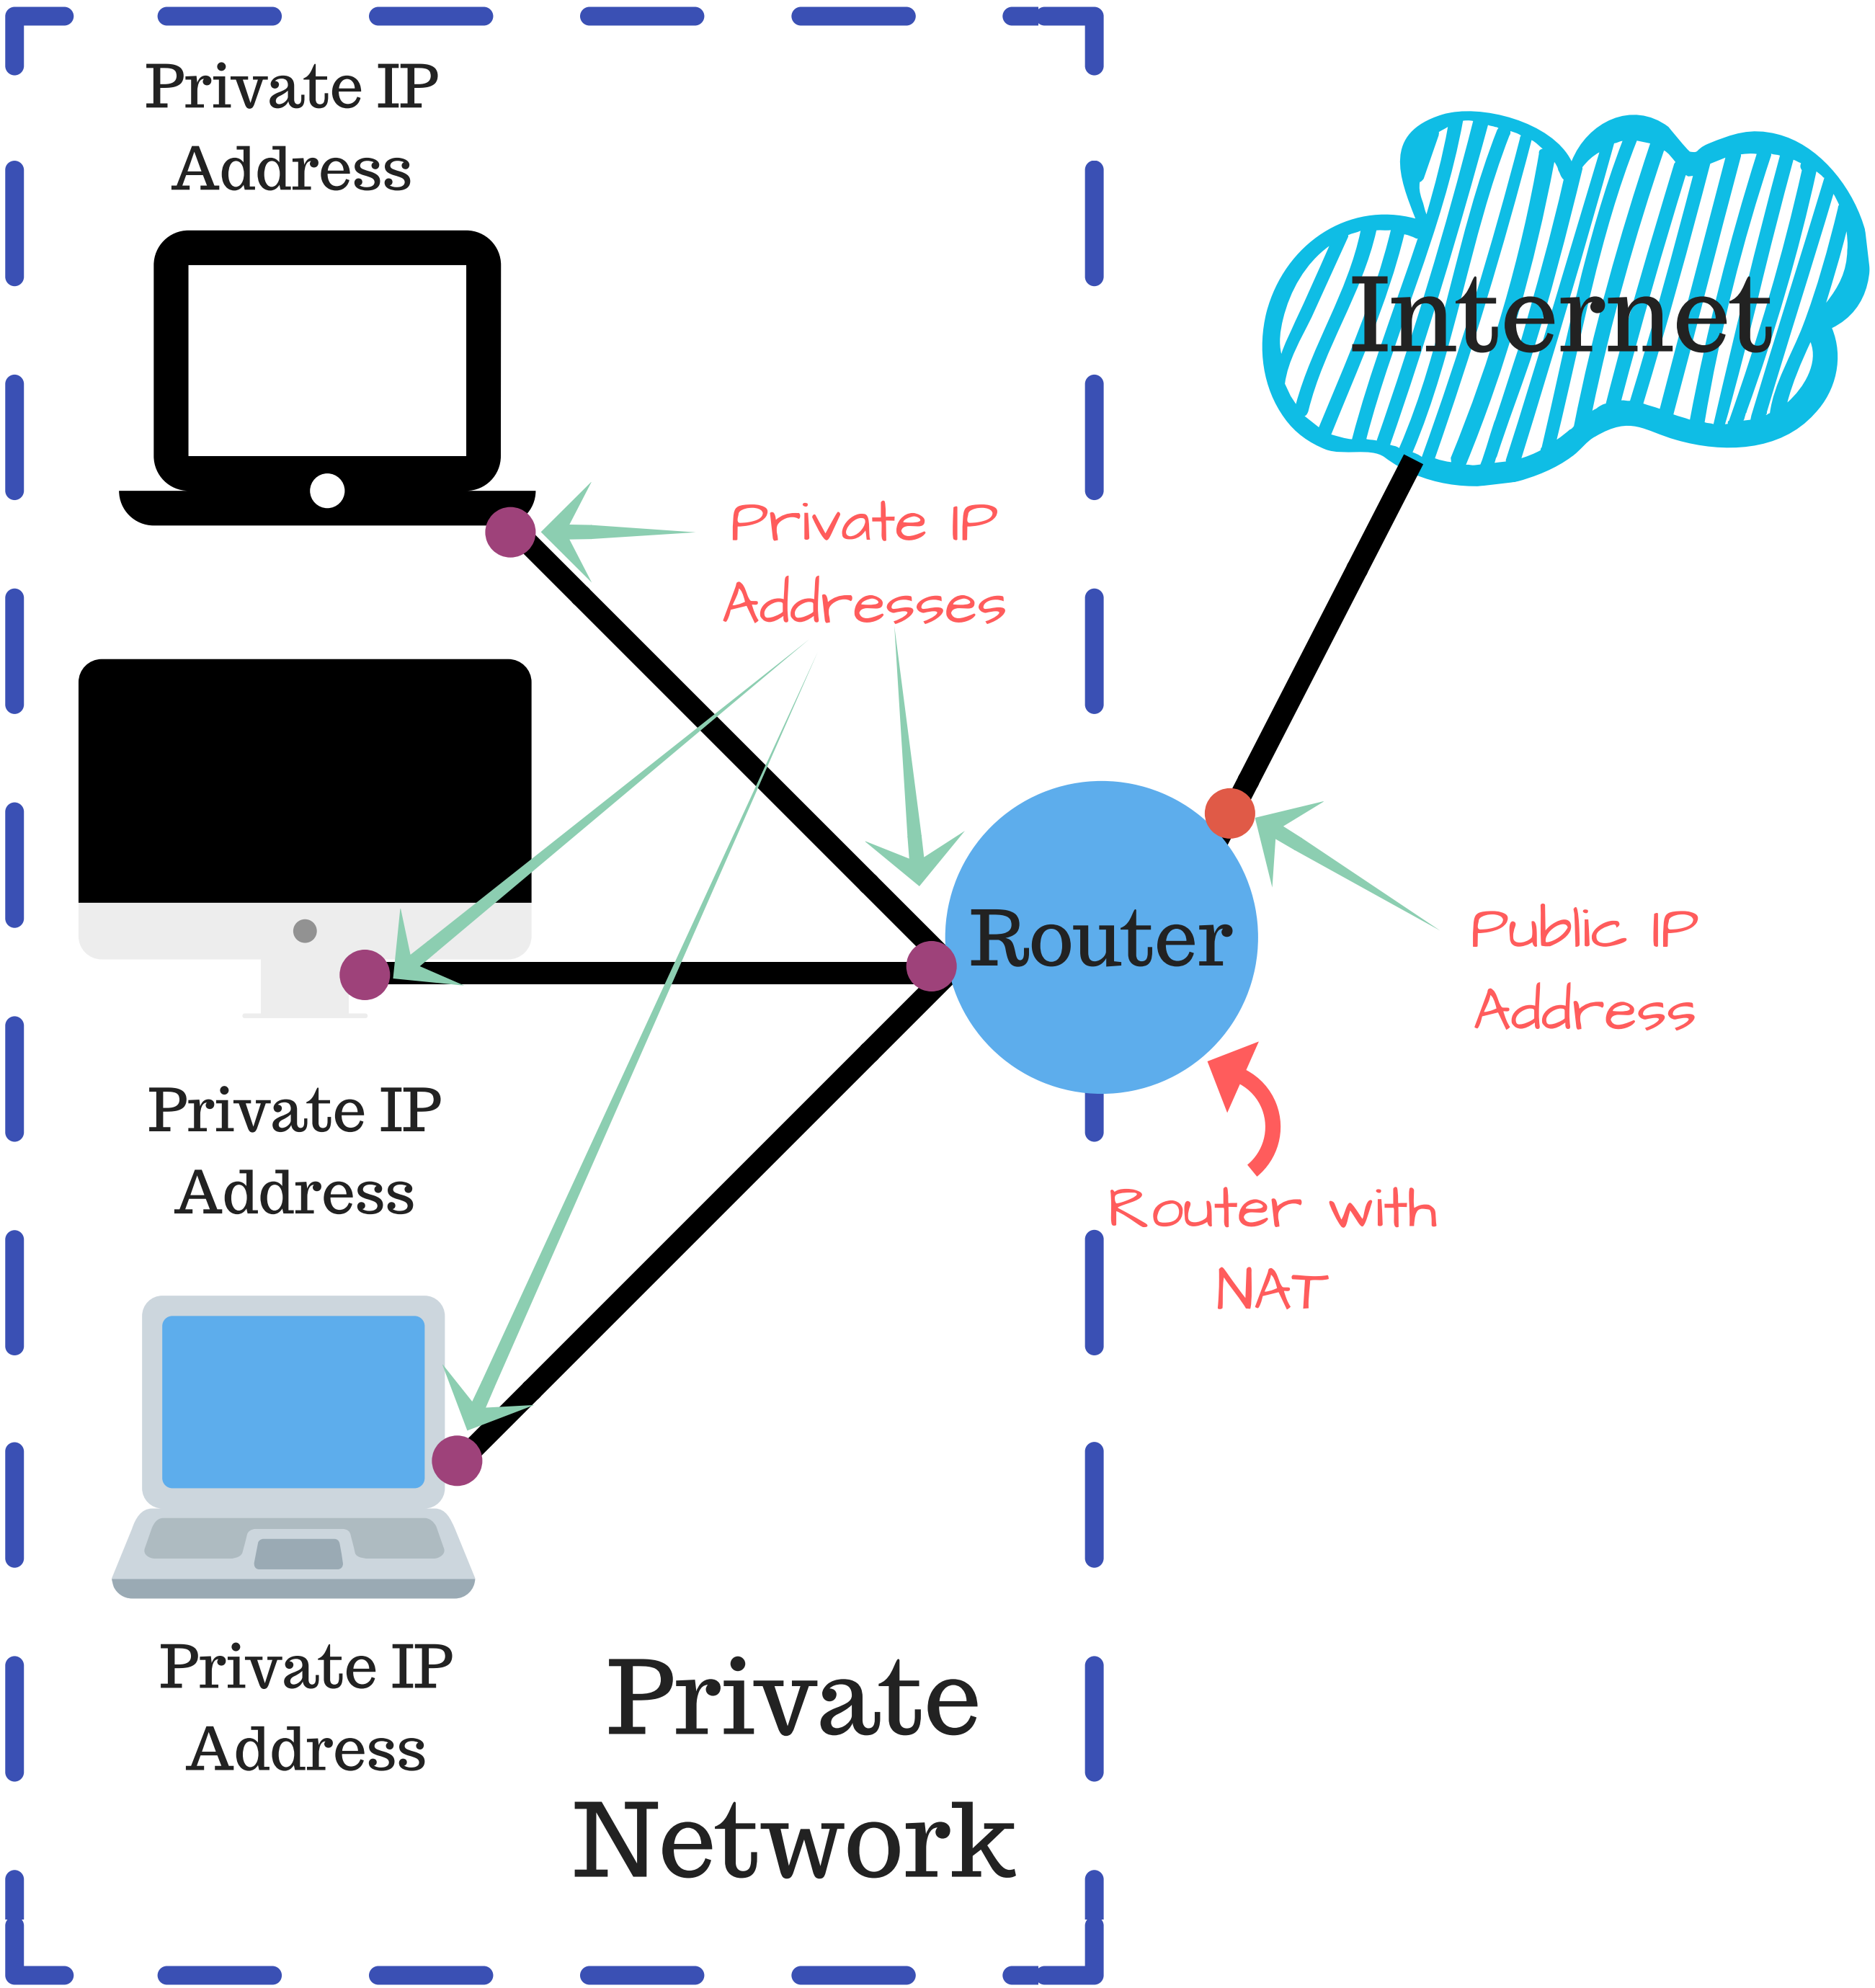 Private IP
Address
Internet
Private IP
Addresses
Router
Public IP
Address
Private IP
Address
Router with
NAT
Private IP
Address
Private
Network